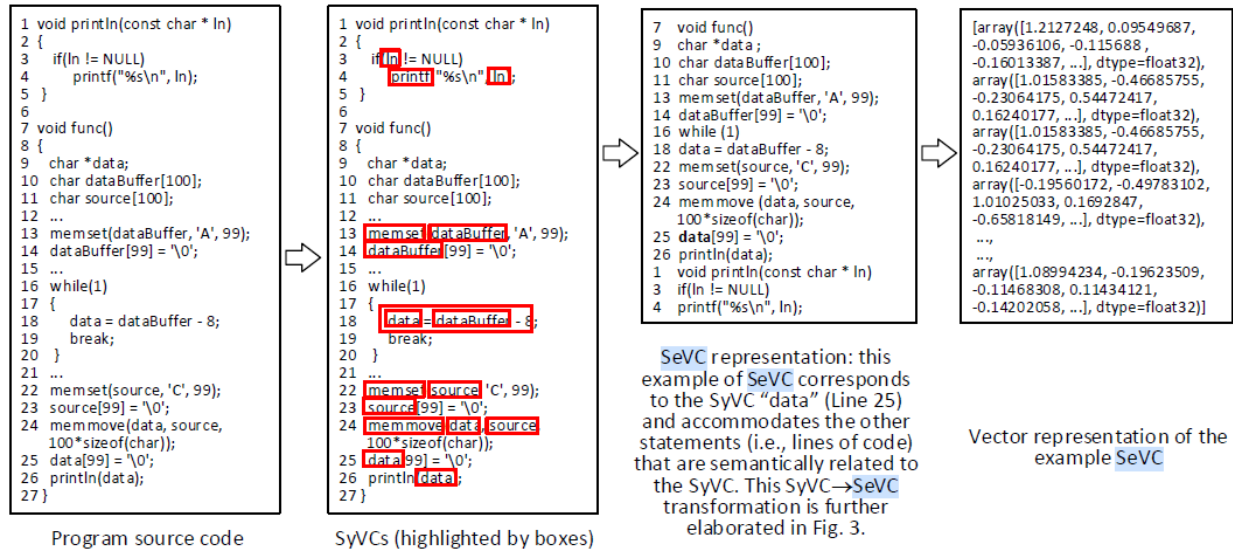 1 void println(const char * ln)
2 {
3 if(ln != NULL)
4 printf("%s\n", ln);
5 }
6
7 void func()
8 {
9 char *data;
10 char dataBuffer[100];
11 char source[100];
12 ...
13 memset(dataBuffer, 'A', 99);
14 dataBuffer[99] = '\0';
15 ...
16 while(1)
17 {
18 data = dataBuffer - 8;
19 break;
20 }
21 ...
22 memset(source, 'C', 99);
23 source[99] = '\0';
24 memmove(data, source,
100*sizeof(char));
25 data[99] = '\0';
26 println(data);
27 }
Program source code
1 void println(const char * ln)
2 {
3 if(ln != NULL)
4 printf("%s\n", ln);
5 }
6
7 void func()
8 {
9 char *data;
10 char dataBuffer[100];
11 char source[100];
12 ...
13 memset(dataBuffer, 'A', 99);
14 dataBuffer[99] = '\0';
15 ...
16 while(1)
17 {
18 data = dataBuffer - 8;
19 break;
20 }
21 ...
22 memset(source, 'C', 99);
23 source[99] = '\0';
24 memmove(data, source,
100*sizeof(char));
25 data[99] = '\0';
26 println(data);
27 }
SyVCs (highlighted by boxes)
7 void func()
9 char *data ;
10 char dataBuffer[100];
11 char source[100];
13 memset(dataBuffer, 'A', 99);
14 dataBuffer[99] = '\0';
16 while (1)
18 data = dataBuffer - 8;
22 memset(source, 'C', 99);
23 source[99] = '\0';
24 memmove (data, source,
100*sizeof(char));
25 data[99] = '\0';
26 println(data);
1 void println(const char * ln)
3 if(ln != NULL)
4 printf("%s\n", ln);
SeVC representation: this
example of SeVC corresponds
to the SyVC “data” (Line 25)
and accommodates the other
statements (i.e., lines of code)
that are semantically related to
the SyVC. This SyVC→SeVC
transformation is further
elaborated in Fig. 3.
[array([1.2127248, 0.09549687,
-0.05936106, -0.115688 ,
-0.16013387, ...], dtype=float32),
array([1.01583385, -0.46685755,
-0.23064175, 0.54472417,
0.16240177, ...], dtype=float32),
array([1.01583385, -0.46685755,
-0.23064175, 0.54472417,
0.16240177, ...], dtype=float32),
array([-0.19560172, -0.49783102,
1.01025033, 0.1692847,
-0.65818149, ...], dtype=float32),
...,
...,
array([1.08994234, -0.19623509,
-0.11468308, 0.11434121,
-0.14202058, ...], dtype=float32)]
Vector representation of the
example SeVC